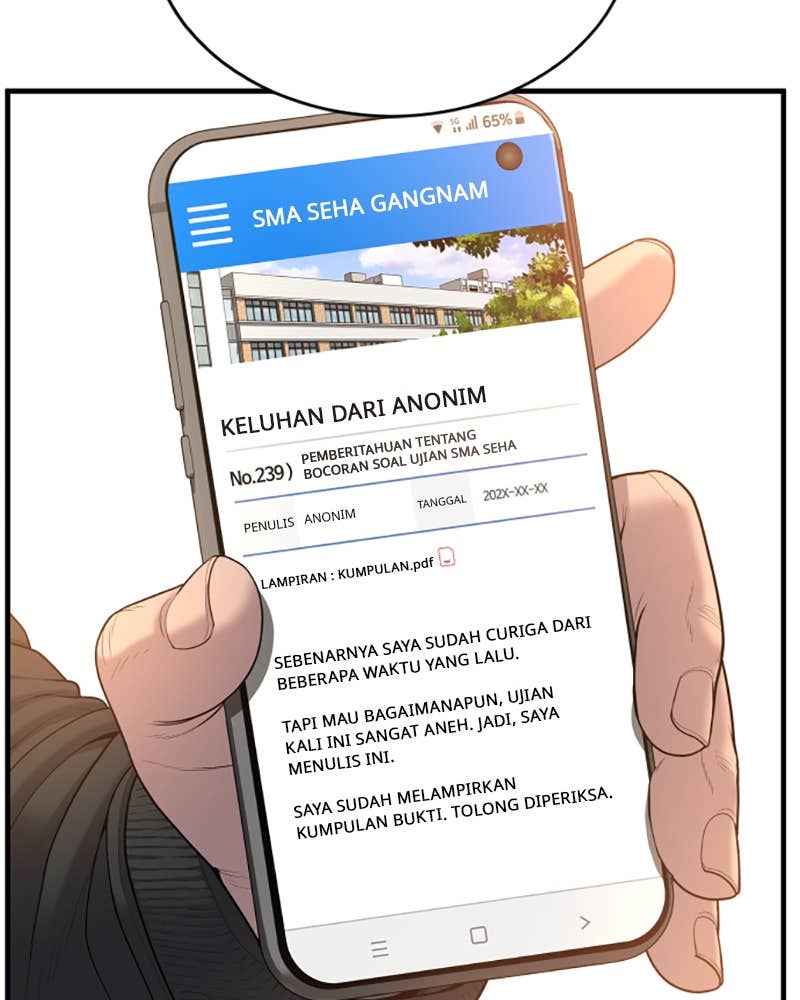 5G 65%
SMA SEHA GANGNAM
KELUHAN DARI ANONIM
No.239) PEMBERITAHUAN TENTANG
BOCORAN SOAL UJIAN SMA SEHA
PENULIS ANONIM TANGGAL 202X-XX-XX
LAMPIRAN : KUMPULAN.pdf
SEBENARNYA SAYA SUDAH CURIGA DARI
BEBERAPA WAKTU YANG LALU.
TAPI MAU BAGAIMANAPUN, UJIAN
KALI INI SANGAT ANEH. JADI, SAYA
MENULIS INI.
SAYA SUDAH MELAMPIRKAN
KUMPULAN BUKTI. TOLONG DIPERIKSA.